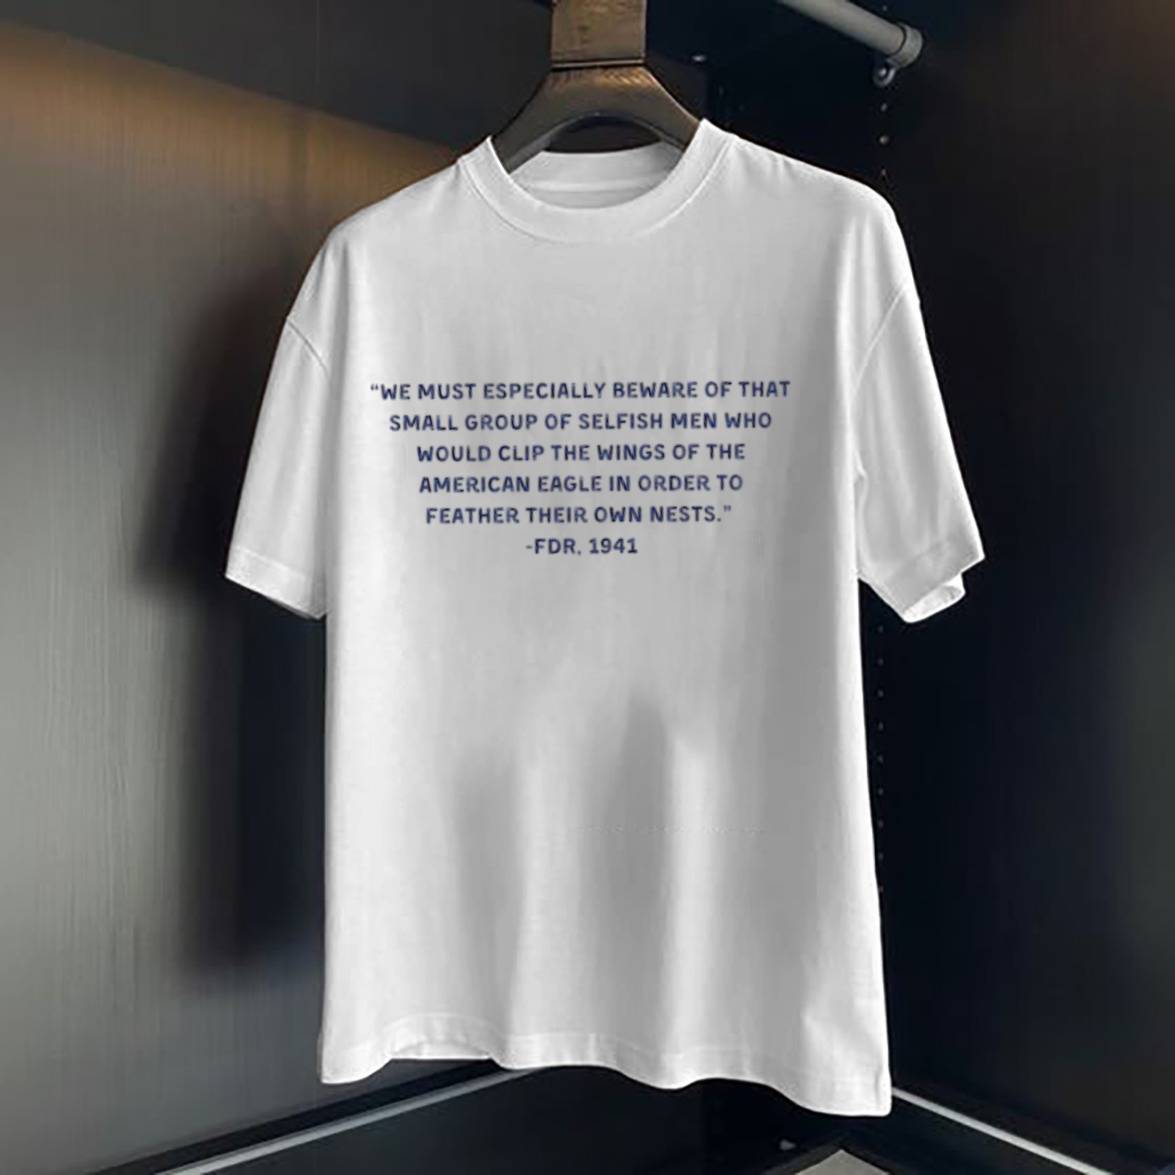 “WE MUST ESPECIALLY BEWARE OF THAT
SMALL GROUP OF SELFISH MEN WHO
WOULD CLIP THE WINGS OF THE
AMERICAN EAGLE IN ORDER TO
FEATHER THEIR OWN NESTS.”
-FDR, 1941